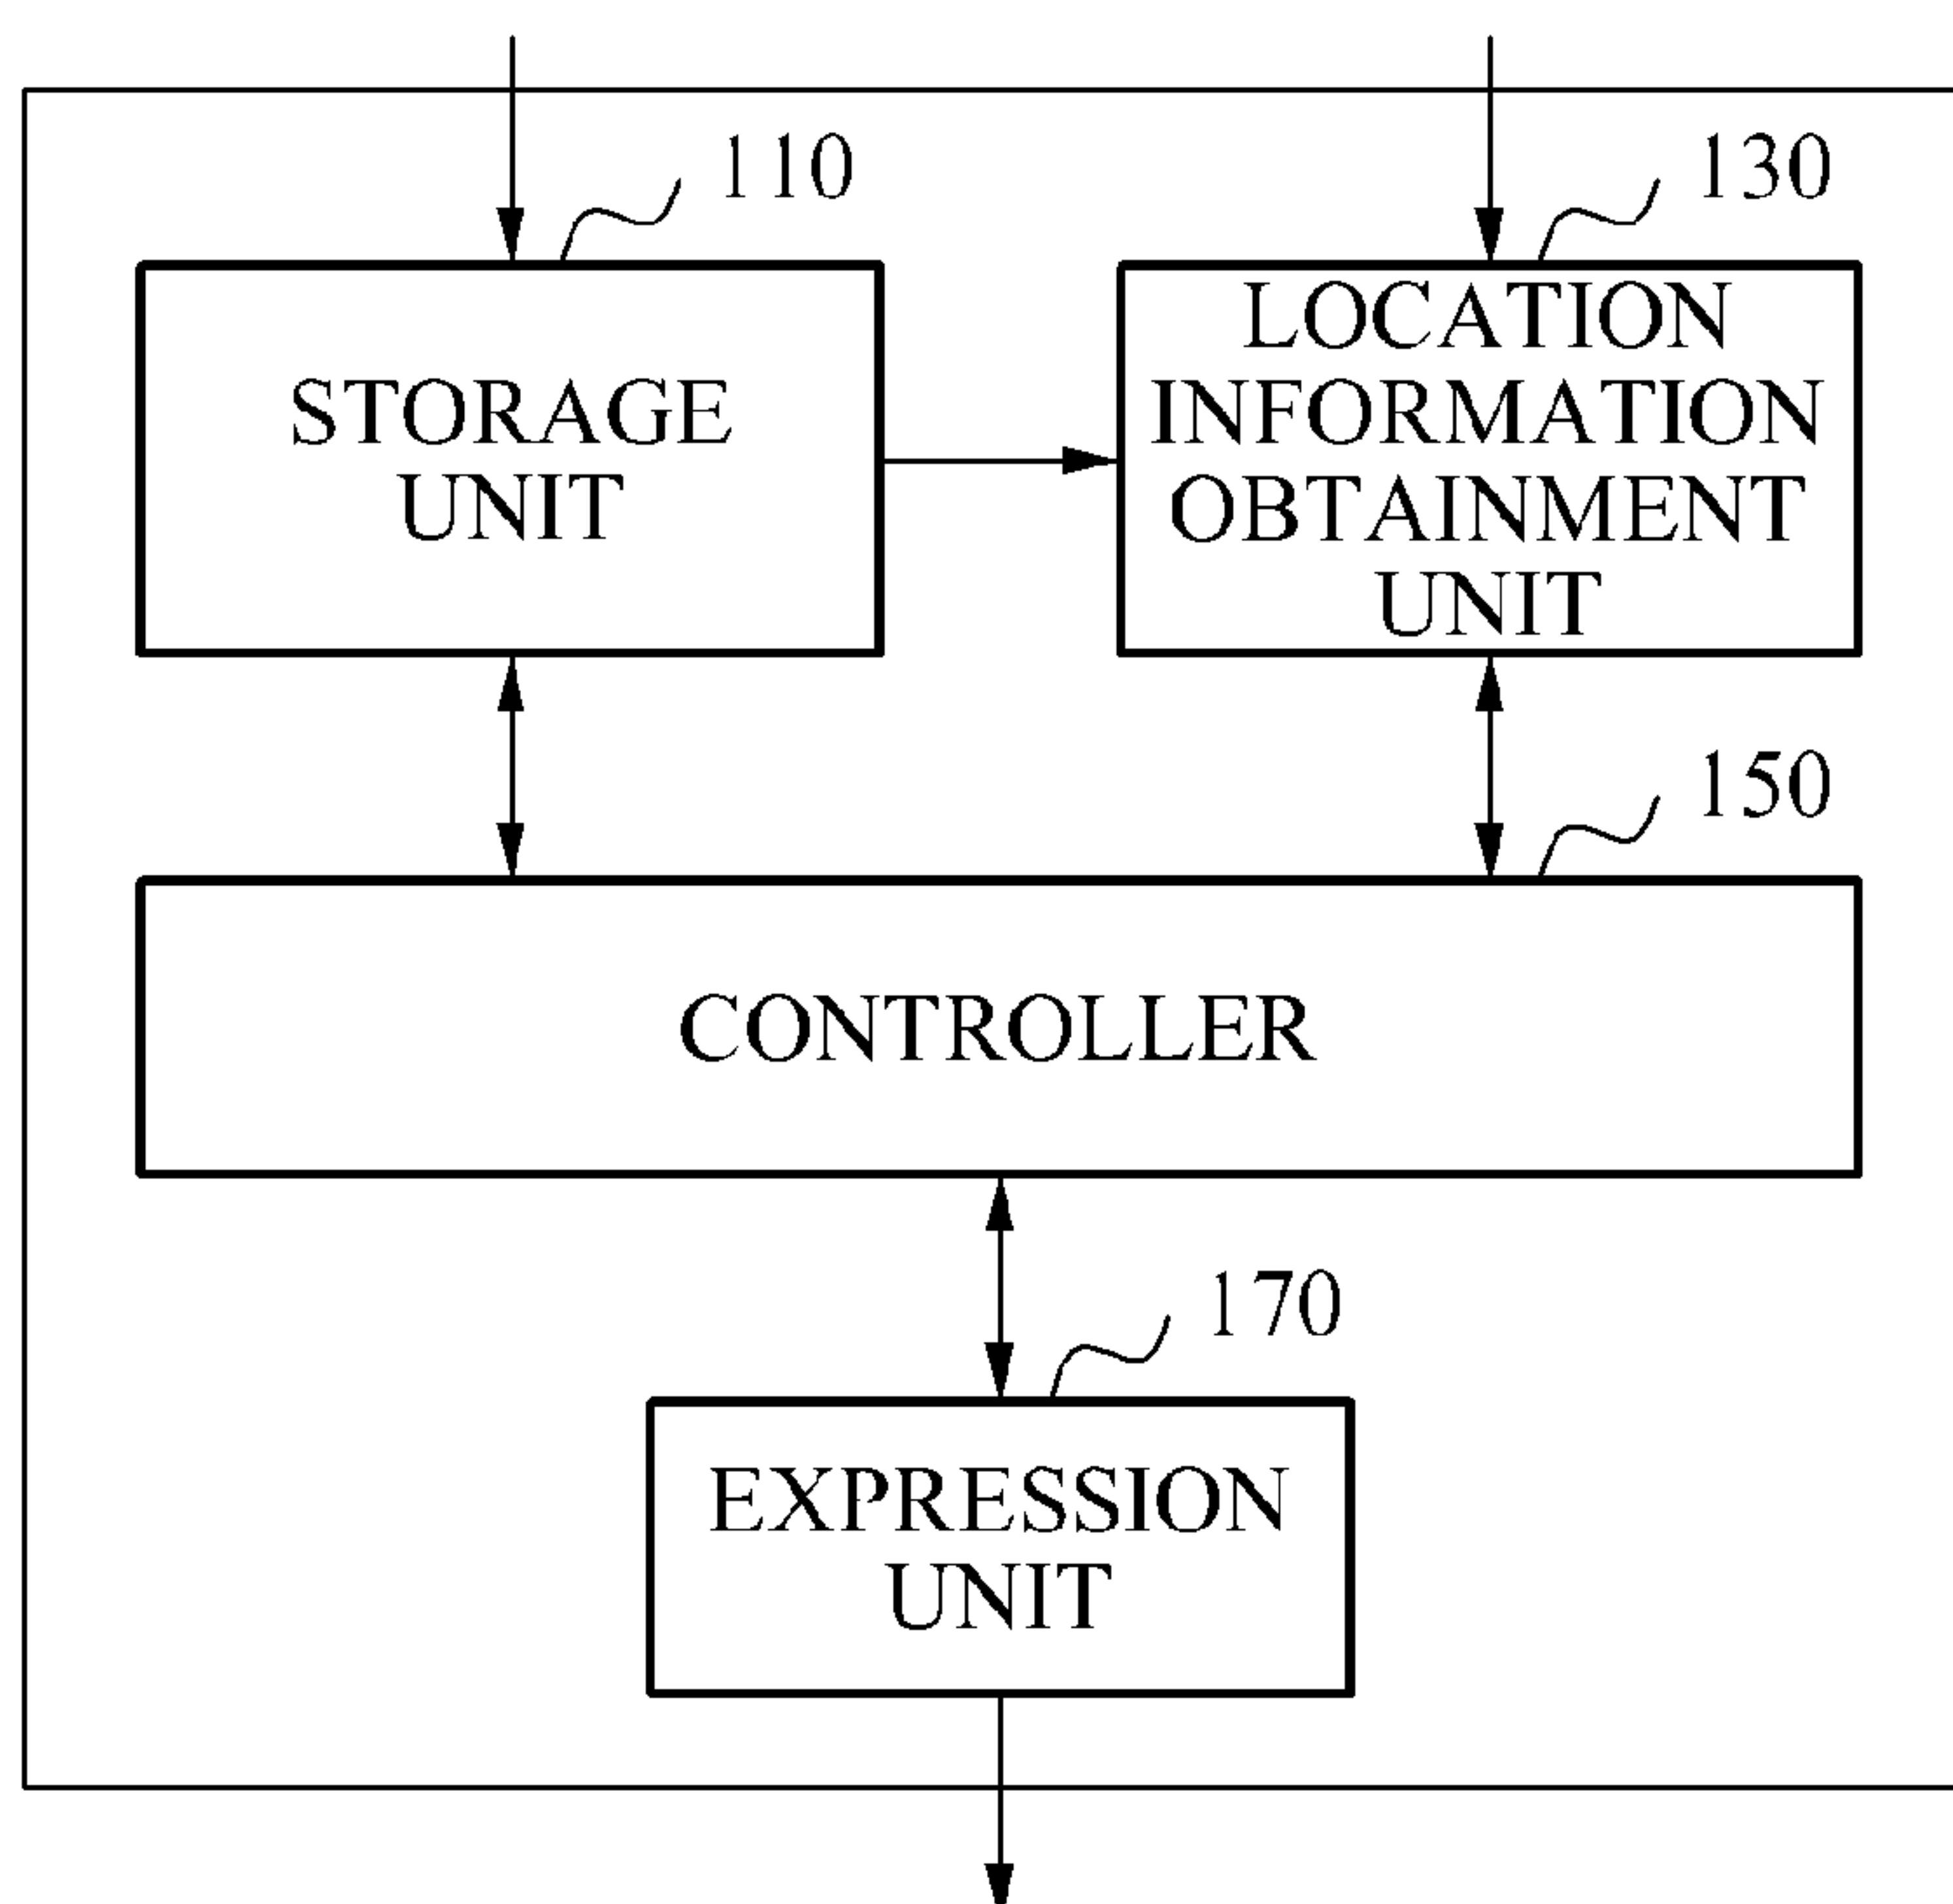 110
130
STORAGE
UNIT
LOCATION
INFORMATION
OBTAINMENT
UNIT
150
CONTROLLER
170
EXPRESSION
UNIT